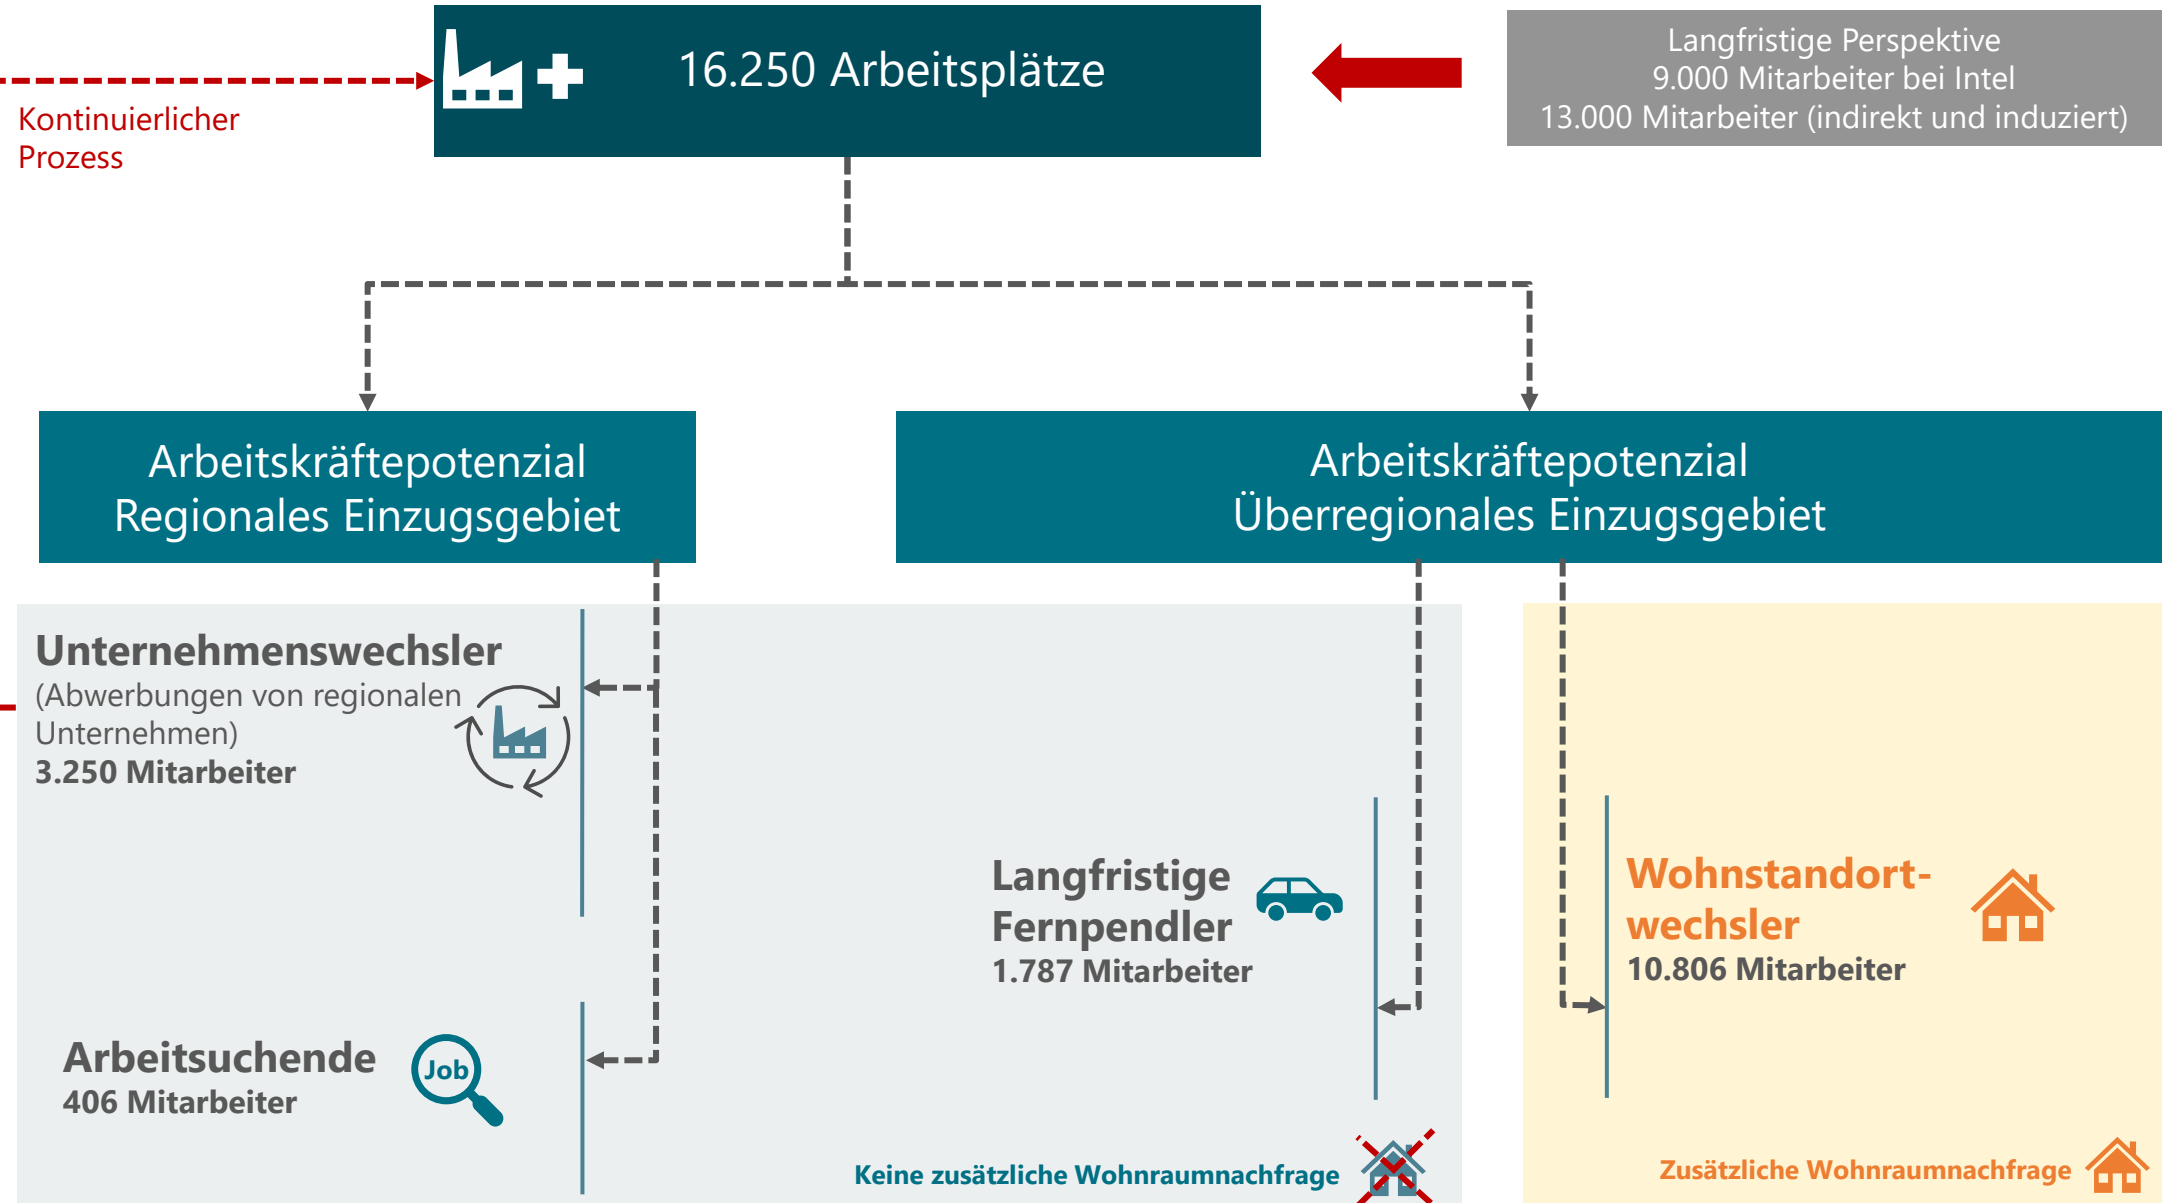 16.250 Arbeitsplätze
Langfristige Perspektive
9.000 Mitarbeiter bei Intel
13.000 Mitarbeiter (indirekt und induziert)
Kontinuierlicher
Prozess
Arbeitskräftepotenzial
Regionales Einzugsgebiet
Arbeitskräftepotenzial
Überregionales Einzugsgebiet
Unternehmenswechsler
(Abwerbungen von regionalen
Unternehmen)
3.250 Mitarbeiter
Arbeitsuchende
406 Mitarbeiter
Job
Langfristige
Fernpendler
1.787 Mitarbeiter
Keine zusätzliche Wohnraumnachfrage
Wohnstandort-
wechsler
10.806 Mitarbeiter
Zusätzliche Wohnraumnachfrage